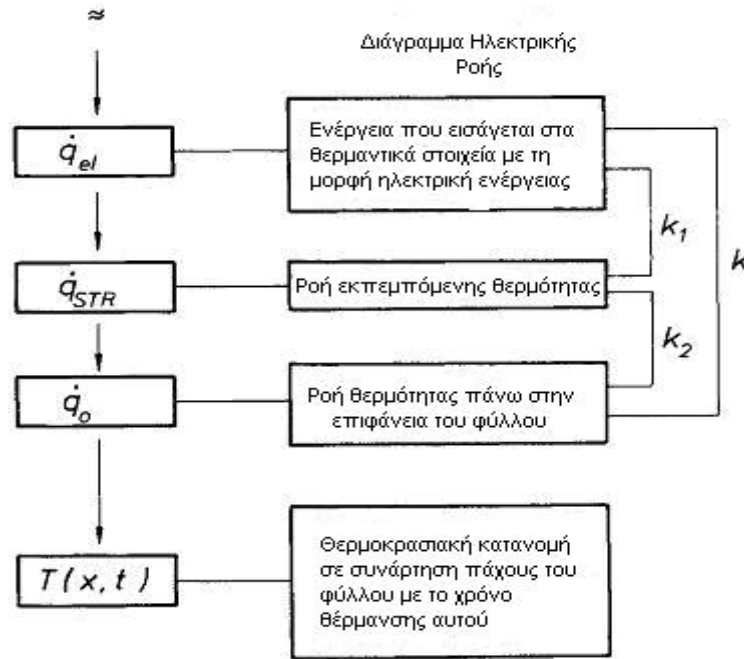 ≈
Διάγραμμα Ηλεκτρικής
Ροής
q̇el
Ενέργεια που εισάγεται στα
θερμαντικά στοιχεία με τη
μορφή ηλεκτρική ενέργειας
k1
k
q̇STR
Ροή εκπεμπόμενης θερμότητας
k2
q̇o
Ροή θερμότητας πάνω στην
επιφάνεια του φύλλου
T(x,t)
Θερμοκρασιακή κατανομή
σε συνάρτηση πάχους του
φύλλου με το χρόνο
θέρμανσης αυτού